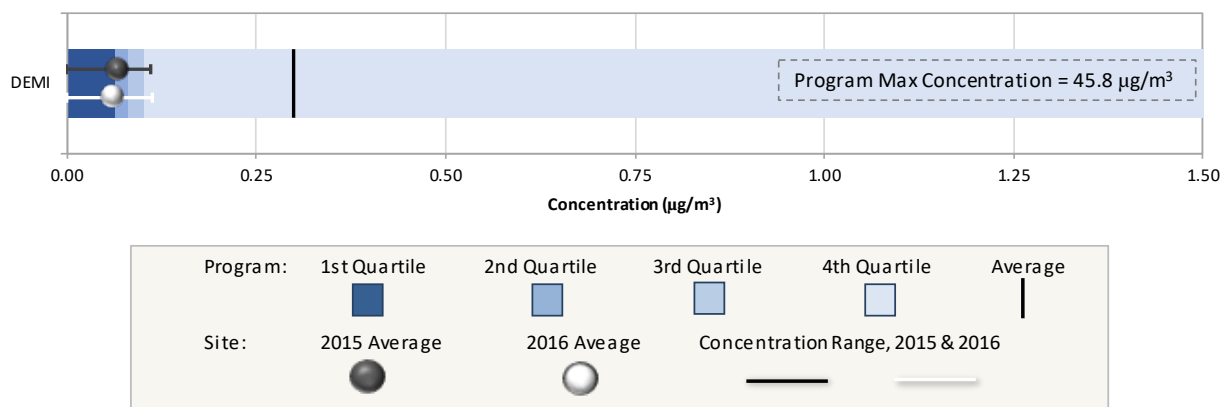 DEMI
Program Max Concentration = 45.8 µg/m³
0.00 0.25 0.50 0.75 1.00 1.25 1.50
Concentration (µg/m³)
Program: 1st Quartile 2nd Quartile 3rd Quartile 4th Quartile Average
Site: 2015 Average 2016 Aveage Concentration Range, 2015 & 2016